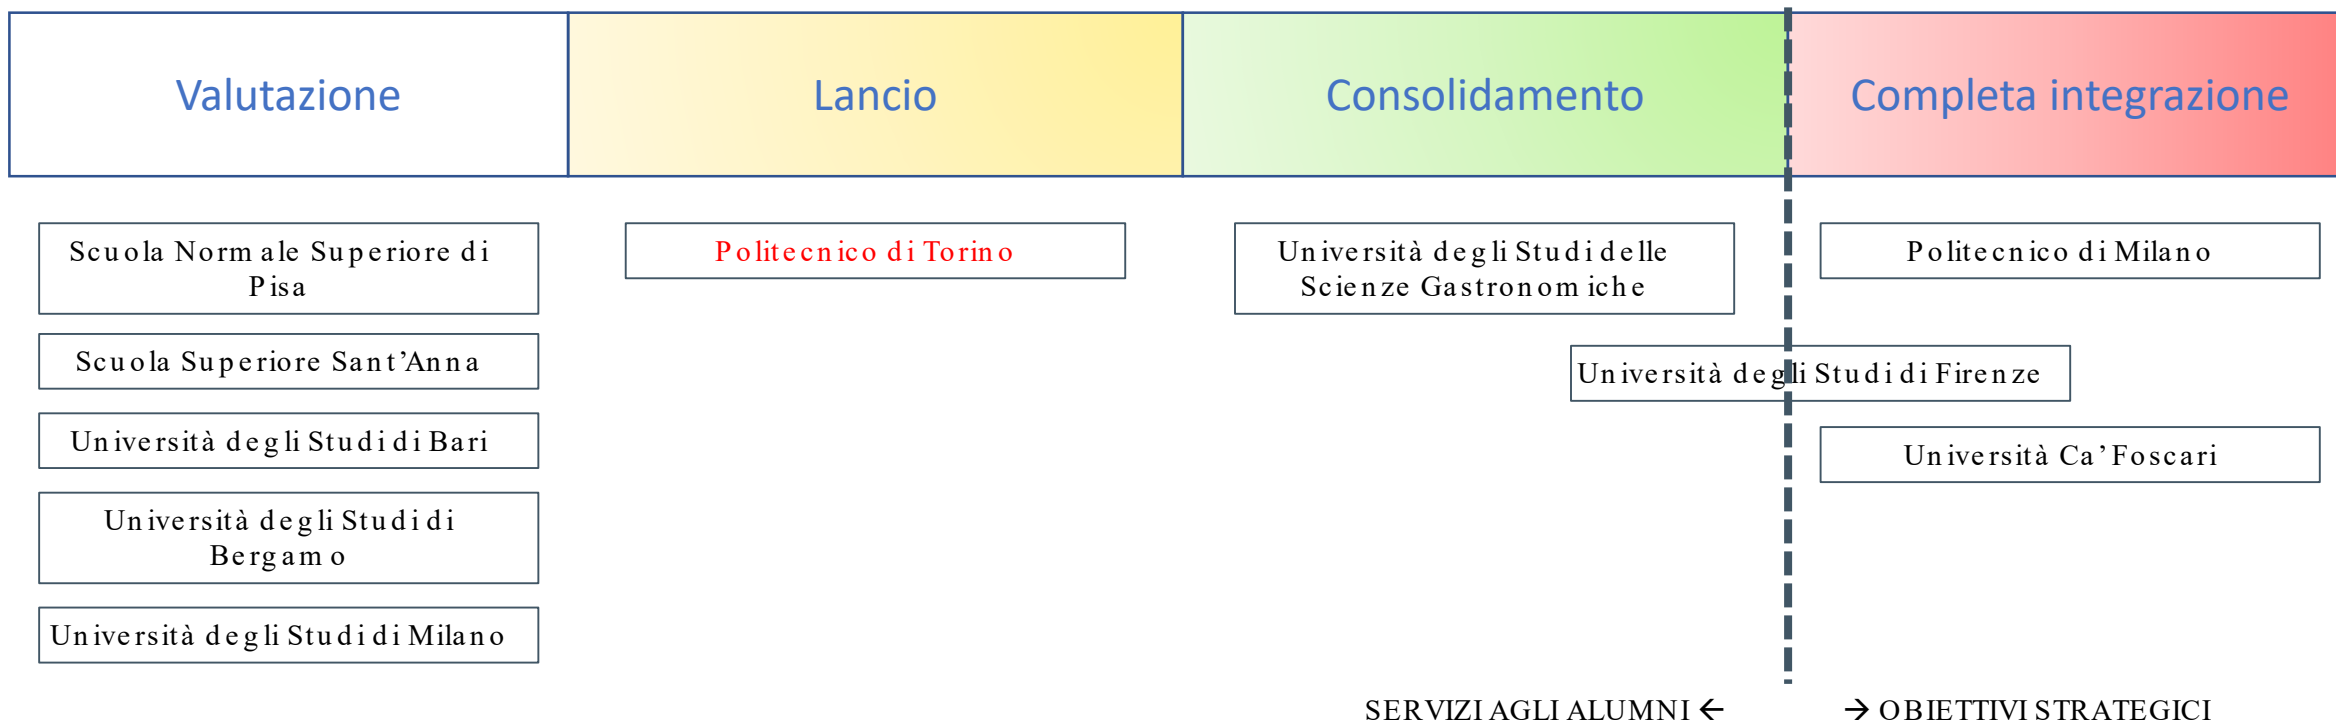 Valutazione
Lancio
Consolidamento
Completa integrazione
Scuola Normale Superiore di
Pisa
Scuola Superiore Sant’Anna
Università degli Studi di Bari
Università degli Studi di
Bergamo
Università degli Studi di Milano
Politecnico di Torino
Università degli Studi delle
Scienze Gastronomiche
Università degli Studi di Firenze
Politecnico di Milano
Università Ca’ Foscari
SERVIZI AGLI ALUMNI ←
→ OBIETTIVI STRATEGICI